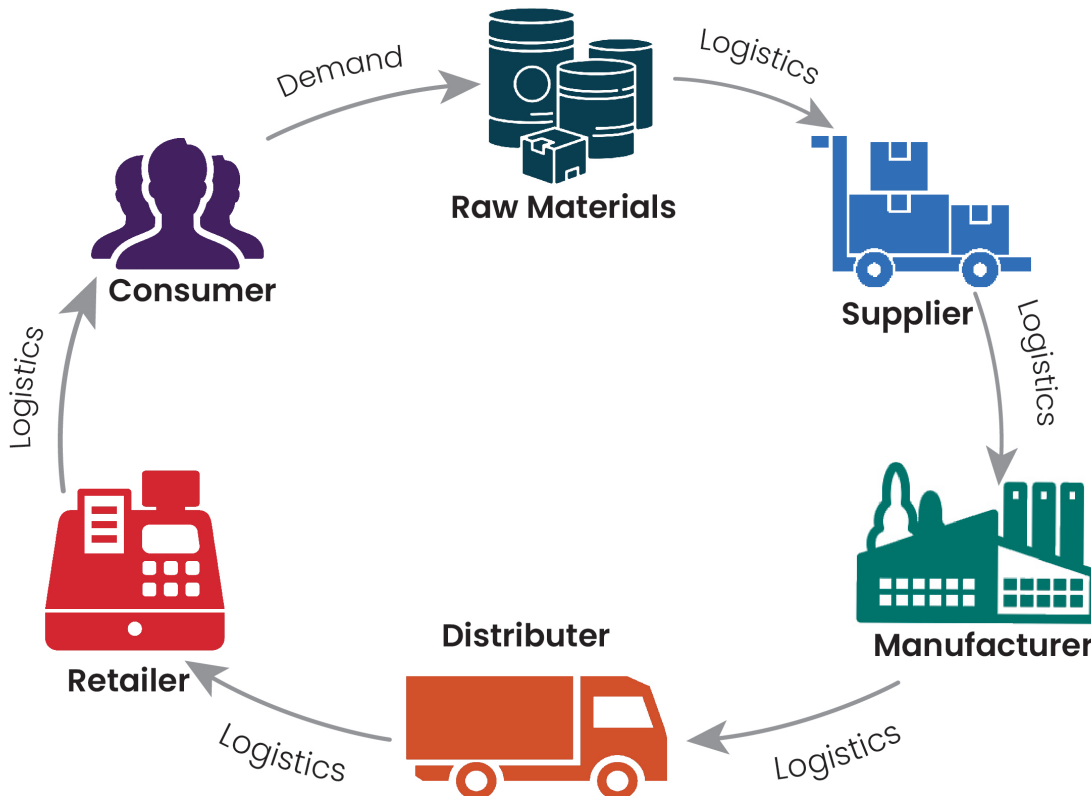 Demand
Logistics
Raw Materials
Consumer
Supplier
Logistics
Logistics
Distributer
Manufacturer
Retailer
Logistics
Logistics